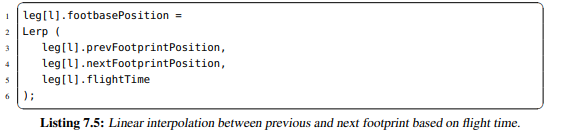 1 leg[l].footbasePosition =
2 Lerp (
3 leg[l].prevFootprintPosition,
4 leg[l].nextFootprintPosition,
5 leg[l].flightTime
6 );
Listing 7.5: Linear interpolation between previous and next footprint based on flight time.